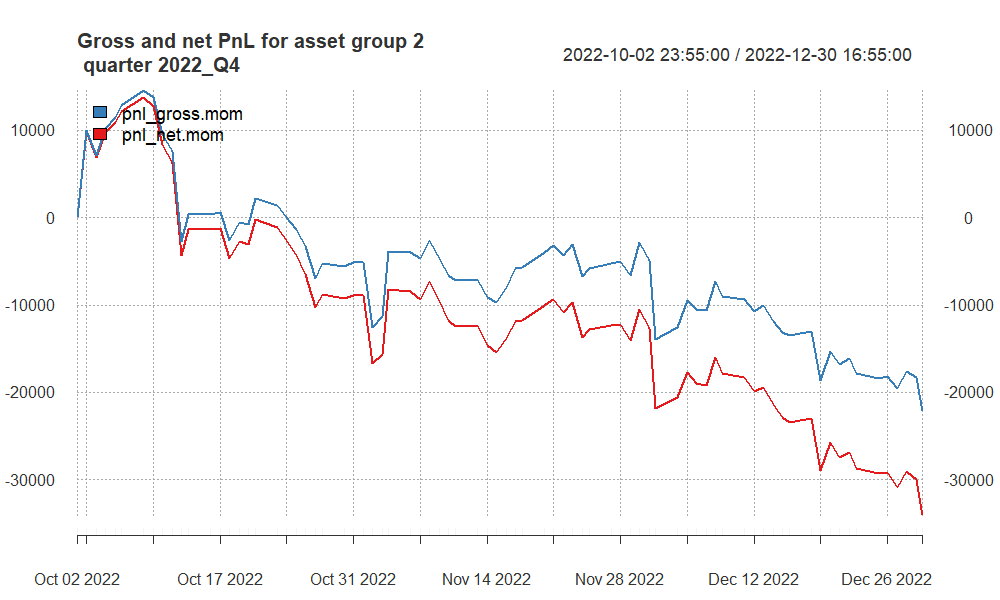 Gross and net PnL for asset group 2
quarter 2022_Q4
2022-10-02 23:55:00 / 2022-12-30 16:55:00
pnl_gross.mom
pnl_net.mom
10000
0
-10000
-20000
-30000
10000
0
-10000
-20000
-30000
Oct 02 2022
Oct 17 2022
Oct 31 2022
Nov 14 2022
Nov 28 2022
Dec 12 2022
Dec 26 2022